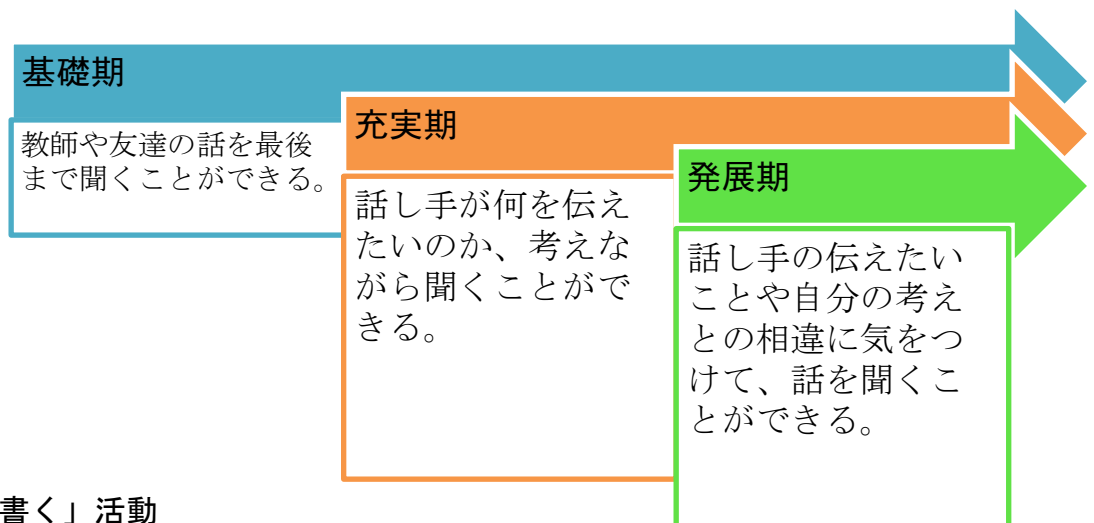 基礎期
教師や友達の話を最後
まで聞くことができる。
充実期
話し手が何を伝え
たいのか、考えな
がら聞くことがで
きる。
発展期
話し手の伝えたい
ことや自分の考え
との相違に気をつ
けて、話を聞くこ
とができる。
書く」活動